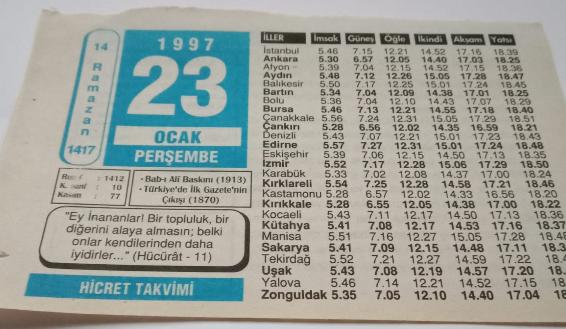 1997
14
Ramazan
1417
23
OCAK
PERŞEMBE
Rumî : 1412
K. sani : 10
Kasım : 77
• Bab-ı Ali Baskını (1913)
• Türkiye'de İlk Gazete'nin
Çıkışı (1870)
"Ey İnananlar! Bir topluluk, bir
diğerini alaya almasın; belki
onlar kendilerinden daha
iyidirler..." (Hücürât - 11)
HİCRET TAKVİMİ
İLLER İmsak Güneş Öğle İkindi Akşam Yatsı
İstanbul 5.46 7.15 12.21 14.52 17.16 18.39
Ankara 5.30 6.57 12.05 14.40 17.03 18.25
Afyon 5.39 7.04 12.15 14.52 17.15 18.36
Aydın 5.48 7.12 12.26 15.05 17.28 18.47
Balıkesir 5.50 7.17 12.25 15.01 17.24 18.45
Bartın 5.34 7.04 12.09 14.38 17.01 18.25
Bolu 5.36 7.04 12.10 14.43 17.07 18.29
Bursa 5.46 7.13 12.21 14.55 17.18 18.40
Çanakkale 5.56 7.24 12.31 15.05 17.29 18.51
Çankırı 5.28 6.56 12.02 14.35 16.59 18.21
Denizli 5.43 7.07 12.21 15.01 17.23 18.43
Edirne 5.57 7.27 12.31 15.01 17.24 18.48
Eskişehir 5.39 7.06 12.15 14.50 17.13 18.35
İzmir 5.52 7.17 12.28 15.06 17.29 18.50
Karabük 5.33 7.02 12.08 14.37 17.00 18.24
Kırklareli 5.54 7.25 12.28 14.58 17.21 18.46
Kastamonu 5.28 6.57 12.02 14.33 16.56 18.20
Kırıkkale 5.28 6.55 12.05 14.38 17.00 18.22
Kocaeli 5.43 7.11 12.17 14.50 17.13 18.36
Kütahya 5.41 7.08 12.17 14.53 17.16 18.37
Manisa 5.51 7.16 12.27 15.05 17.28
Sakarya 5.41 7.09 12.15 14.48 17.1
Tekirdağ 5.52 7.21 12.27 14.59 17.22
Uşak 5.43 7.08 12.19 14.57 17.20
Yalova 5.46 7.14 12.21 14.52 17.15
Zonguldak 5.35 7.05 12.10 14.40 17.04